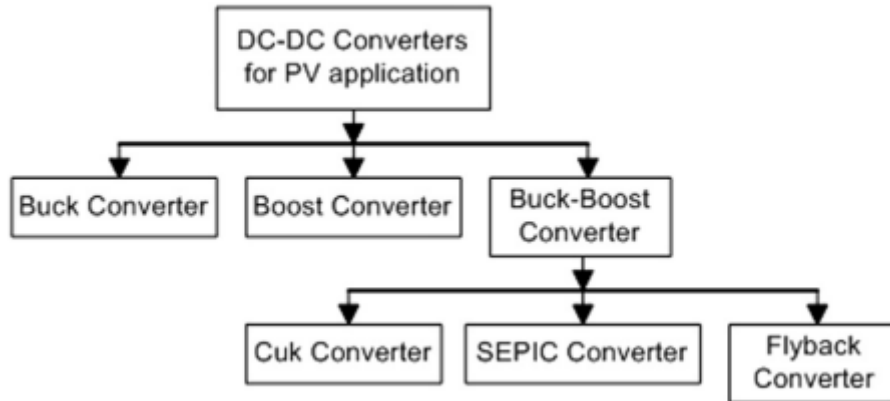 DC-DC Converters
for PV application
Buck Converter
Boost Converter
Buck-Boost
Converter
Cuk Converter
SEPIC Converter
Flyback
Converter